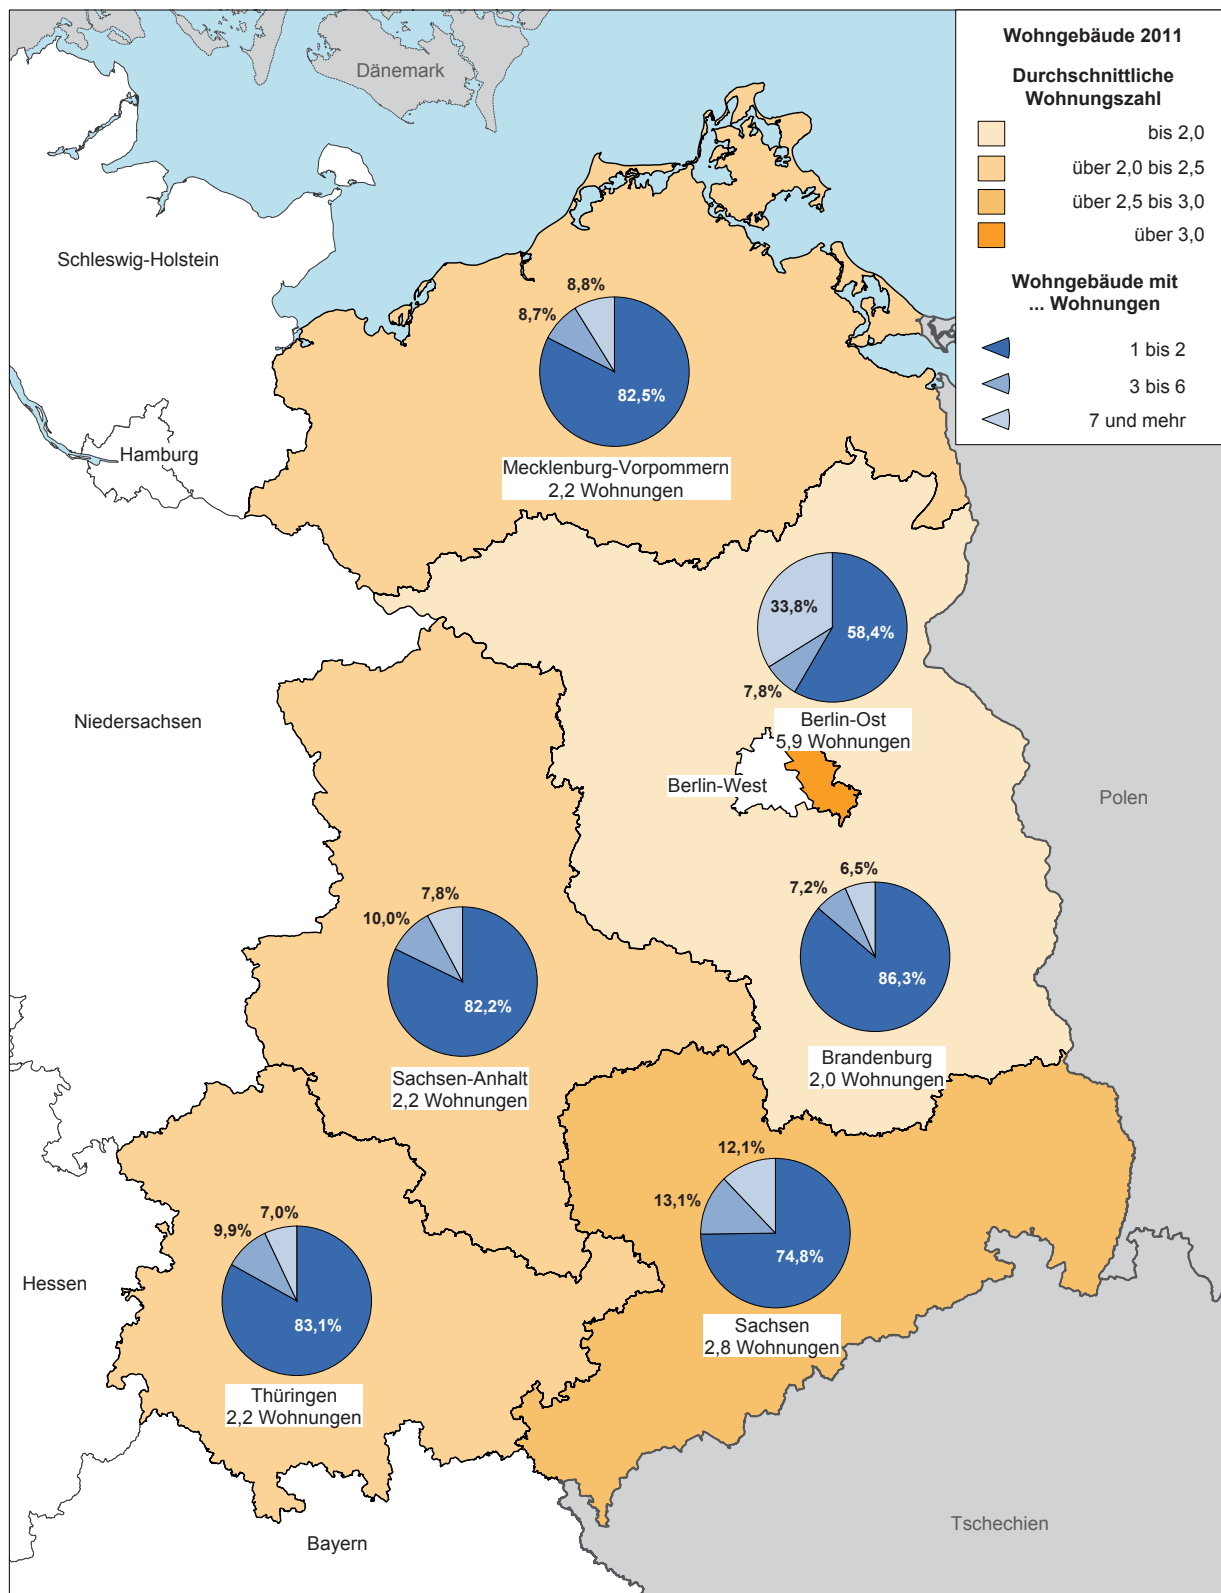 Wohngebäude 2011
Durchschnittliche
Wohnungszahl
bis 2,0
über 2,0 bis 2,5
über 2,5 bis 3,0
über 3,0
Wohngebäude mit
... Wohnungen
1 bis 2
3 bis 6
7 und mehr
Dänemark
Schleswig-Holstein
Hamburg
8,8%
8,7%
82,5%
Mecklenburg-Vorpommern
2,2 Wohnungen
33,8%
58,4%
7,8%
Berlin-Ost
5,9 Wohnungen
Berlin-West
Niedersachsen
Polen
6,5%
7,2%
86,3%
Brandenburg
2,0 Wohnungen
7,8%
10,0%
82,2%
Sachsen-Anhalt
2,2 Wohnungen
12,1%
13,1%
74,8%
Sachsen
2,8 Wohnungen
7,0%
9,9%
83,1%
Thüringen
2,2 Wohnungen
Hessen
Bayern
Tschechien